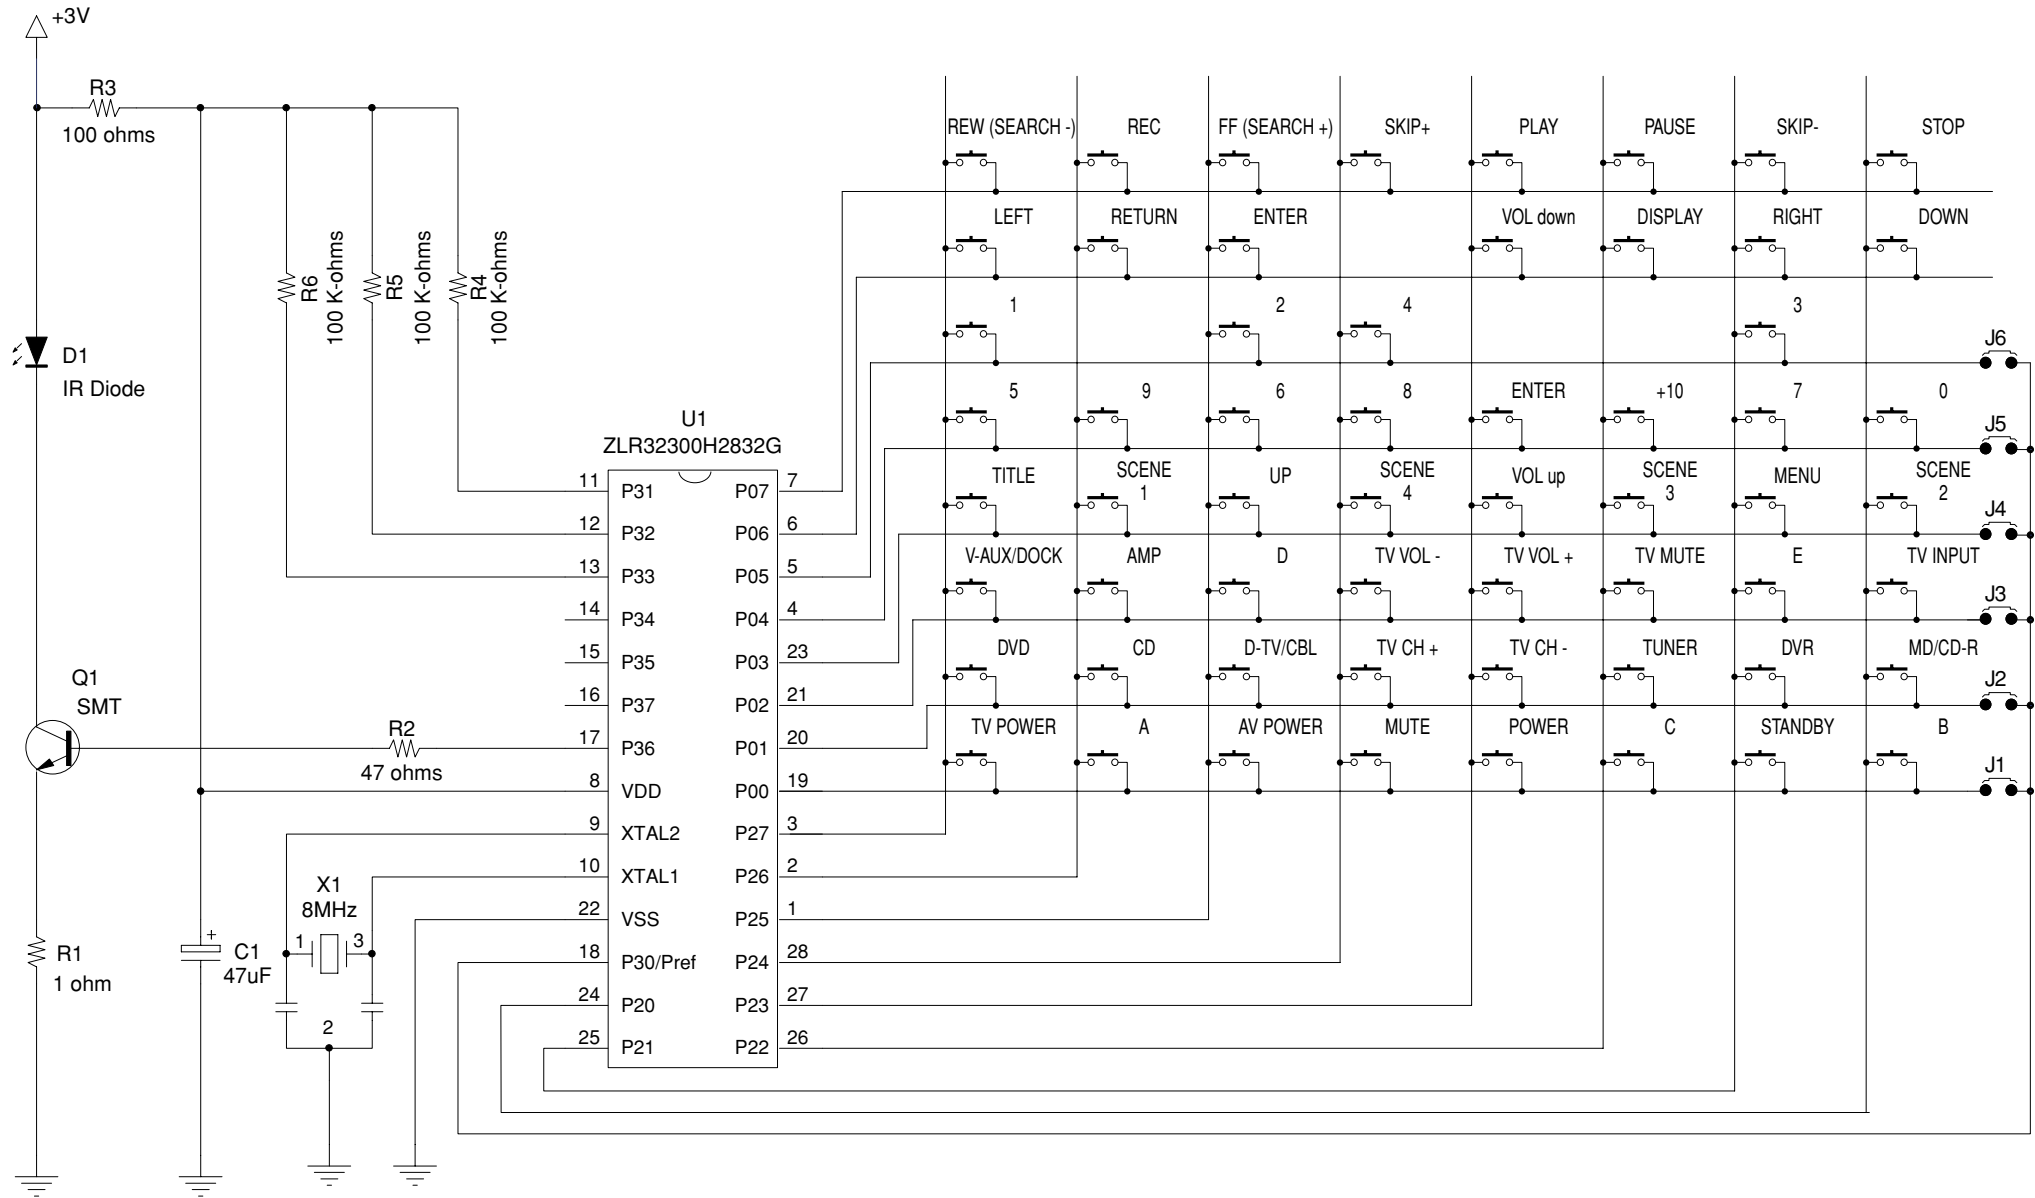 +3V
R3
100 ohms
REW (SEARCH -) REC FF (SEARCH +) SKIP+ PLAY PAUSE SKIP- STOP
LEFT RETURN ENTER VOL down DISPLAY RIGHT DOWN
R6
100 K-ohms
R5
100 K-ohms
R4
100 K-ohms
1 2 4 3
J6
D1
IR Diode
5 9 6 8 ENTER +10 7 0
J5
U1
ZLR32300H2832G
TITLE SCENE 1 UP SCENE 4 VOL up SCENE 3 MENU SCENE 2
J4
11 P31 P07 7
12 P32 P06 6
V-AUX/DOCK AMP D TV VOL - TV VOL + TV MUTE E TV INPUT
J3
13 P33 P05 5
14 P34 P04 4
DVD CD D-TV/CBL TV CH + TV CH - TUNER DVR MD/CD-R
J2
15 P35 P03 23
16 P37 P02 21
Q1
SMT
TV POWER A AV POWER MUTE POWER C STANDBY B
J1
R2
47 ohms
17 P36 P01 20
8 VDD P00 19
9 XTAL2 P27 3
10 XTAL1 P26 2
X1
8MHz
1 3
2
22 VSS P25 1
18 P30/Pref P24 28
24 P20 P23 27
25 P21 P22 26
R1
1 ohm
+
C1
47uF